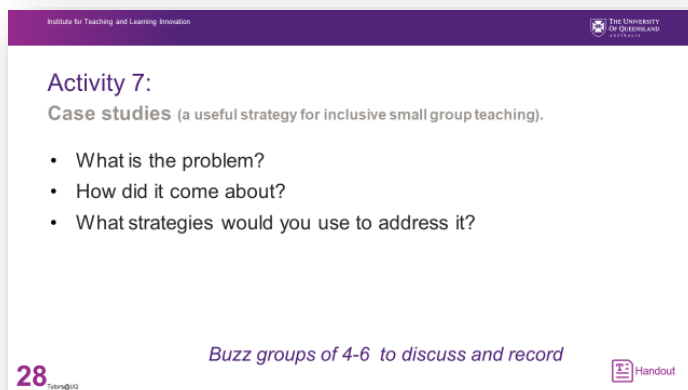 Institute for Teaching and Learning Innovation
THE UNIVERSITY
OF QUEENSLAND
AUSTRALIA
Activity 7:
Case studies (a useful strategy for inclusive small group teaching).
• What is the problem?
• How did it come about?
• What strategies would you use to address it?
Buzz groups of 4-6 to discuss and record
Handout
28 Tutors@UQ